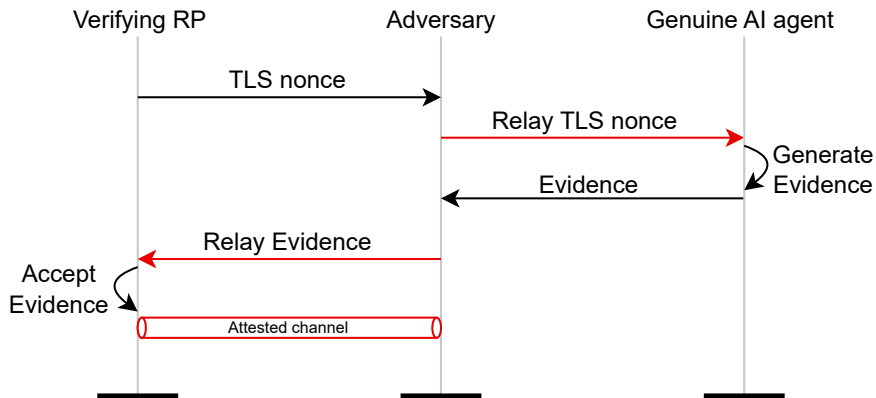 Verifying RP
Adversary
Genuine AI agent
TLS nonce
Relay TLS nonce
Generate
Evidence
Evidence
Relay Evidence
Accept
Evidence
Attested channel